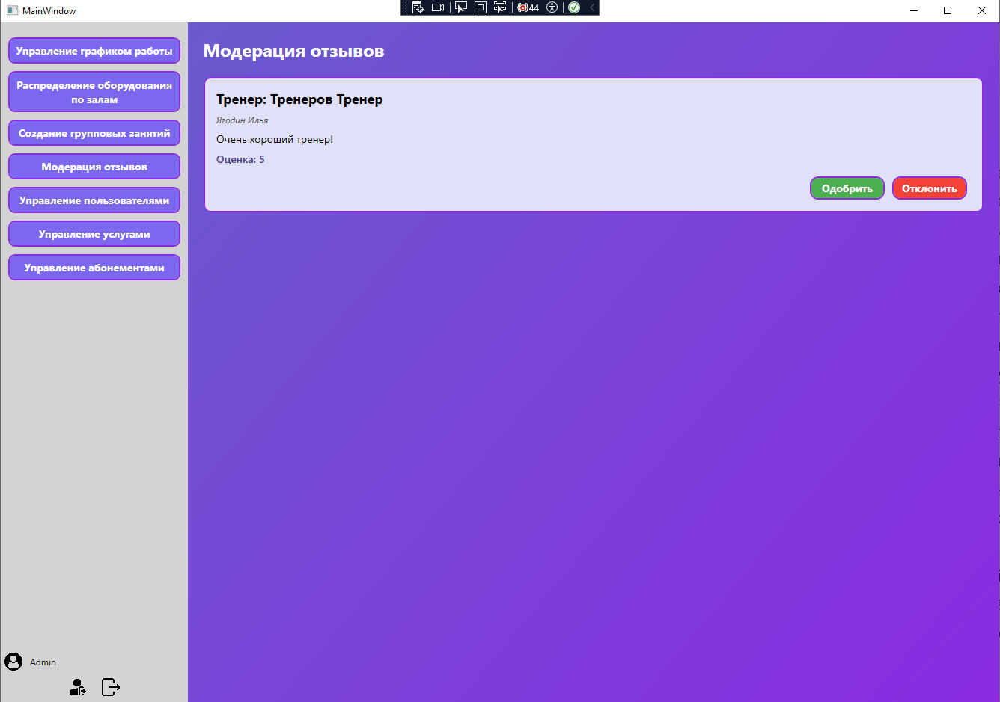 MainWindow
44
Управление графиком работы
Распределение оборудования
по залам
Создание групповых занятий
Модерация отзывов
Управление пользователями
Управление услугами
Управление абонементами
Admin
Модерация отзывов
Тренер: Тренеров Тренер
Ягодин Илья
Очень хороший тренер!
Оценка: 5
Одобрить
Отклонить